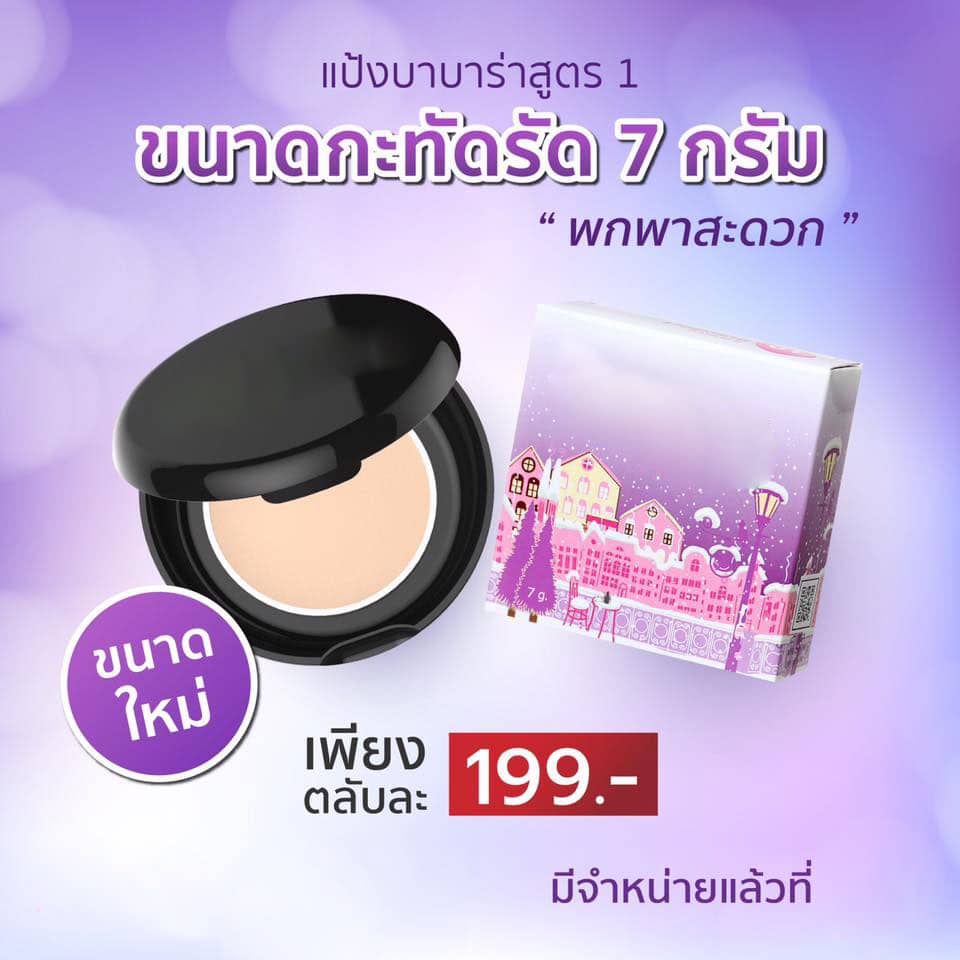 แป้งบาบาร่าสูตร 1
ขนาดกะทัดรัด 7 กรัม
“ พกพาสะดวก ”
7 g.
ขนาด
ใหม่
เพียง
ตลับละ
199.-
มีจำหน่ายแล้วที่